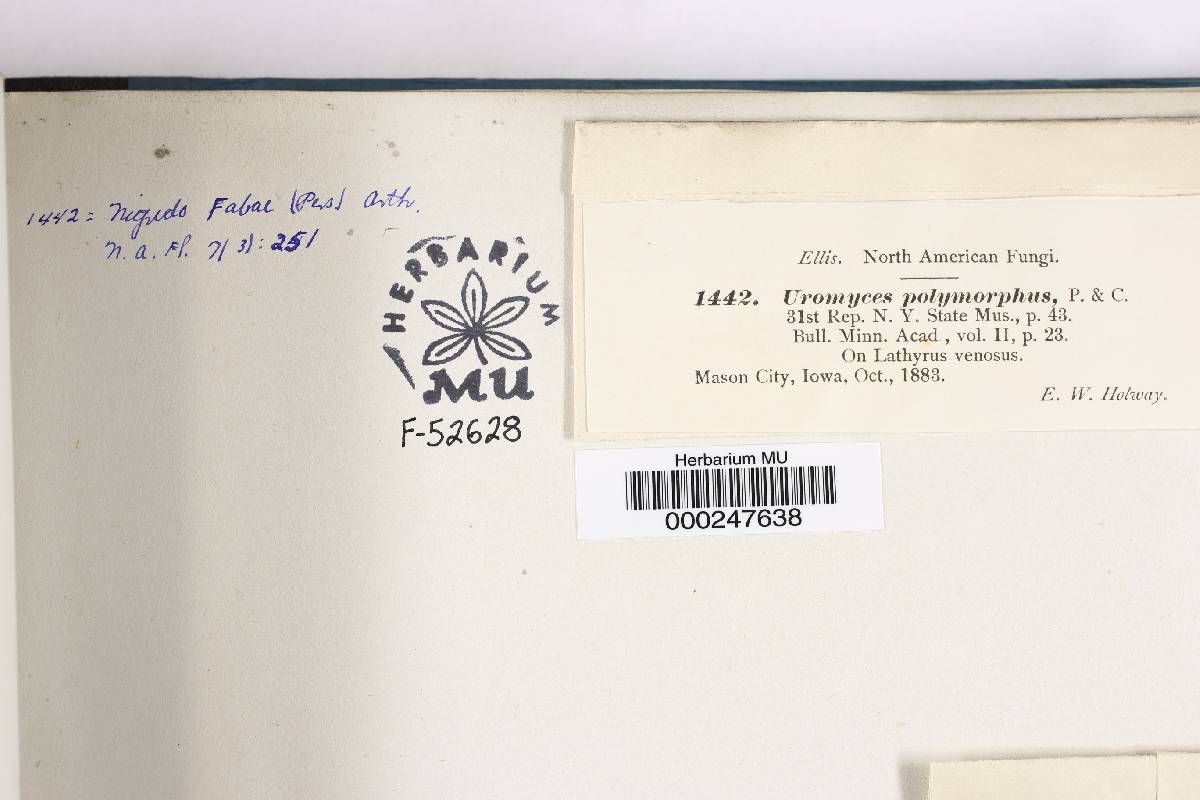 1442 = Nigredo Fabae (Pers) Arth.
N. A. Fl. 7(3): 251
HERBARIUM
MU
F-52628
Ellis. North American Fungi.
1442. Uromyces polymorphus, P. & C.
31st Rep. N. Y. State Mus., p. 43.
Bull. Minn. Acad., vol. II, p. 23.
On Lathyrus venosus.
Mason City, Iowa, Oct., 1883.
E. W. Holway.
Herbarium MU
000247638